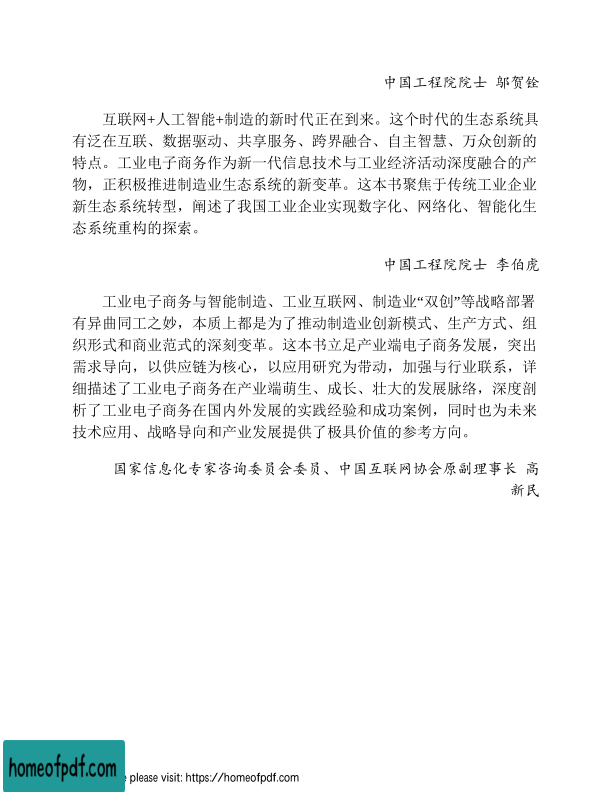 中国工程院院士 邬贺铨
互联网+人工智能+制造的新时代正在到来。这个时代的生态系统具
有泛在互联、数据驱动、共享服务、跨界融合、自主智慧、万众创新的
特点。工业电子商务作为新一代信息技术与工业经济活动深度融合的产
物，正积极推进制造业生态系统的新变革。这本书聚焦于传统工业企业
新生态系统转型，阐述了我国工业企业实现数字化、网络化、智能化生
态系统重构的探索。
中国工程院院士 李伯虎
工业电子商务与智能制造、工业互联网、制造业“双创”等战略部署
有异曲同工之妙，本质上都是为了推动制造业创新模式、生产方式、组
织形式和商业范式的深刻变革。这本书立足产业端电子商务发展，突出
需求导向，以供应链为核心，以应用研究为带动，加强与行业联系，详
细描述了工业电子商务在产业端萌生、成长、壮大的发展脉络，深度剖
析了工业电子商务在国内外发展的实践经验和成功案例，同时也为未来
技术应用、战略导向和产业发展提供了极具价值的参考方向。
国家信息化专家咨询委员会委员、中国互联网协会原副理事长 高
新民
homeofpdf.com
e please visit: https://homeofpdf.com